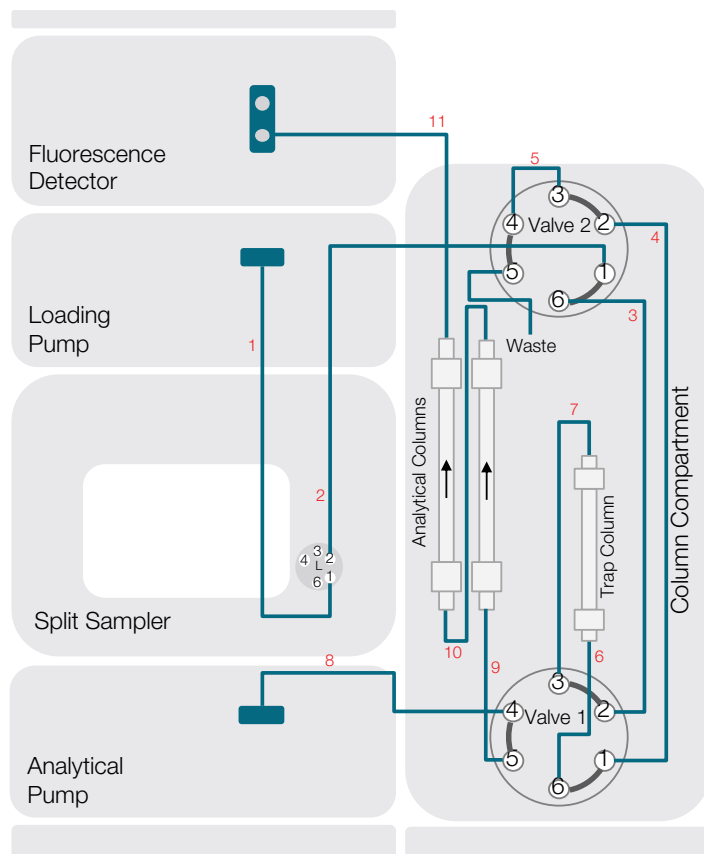 11
Fluorescence
Detector
5
3
4
2
Valve 2
4
5
1
6
3
Waste
Loading
Pump
1
7
Analytical Columns
Trap Column
Column Compartment
2
3
4
2
L
6
1
Split Sampler
10
9
6
8
3
4
2
Valve 1
5
1
6
Analytical
Pump